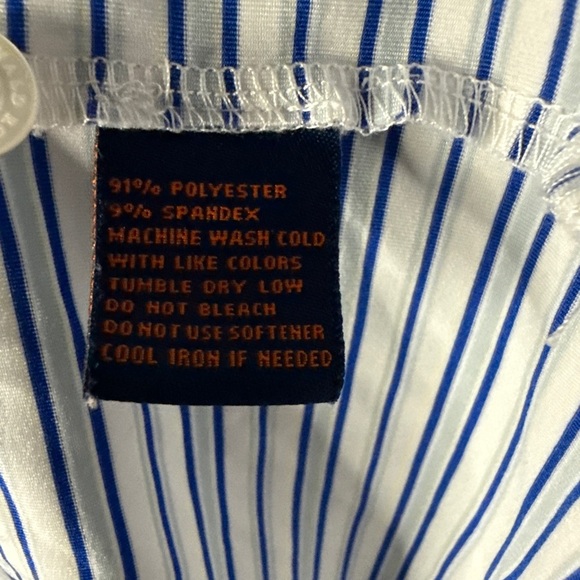 91% POLYESTER
9% SPANDEX
MACHINE WASH COLD
WITH LIKE COLORS
TUMBLE DRY LOW
DO NOT BLEACH
DO NOT USE SOFTENER
COOL IRON IF NEEDED